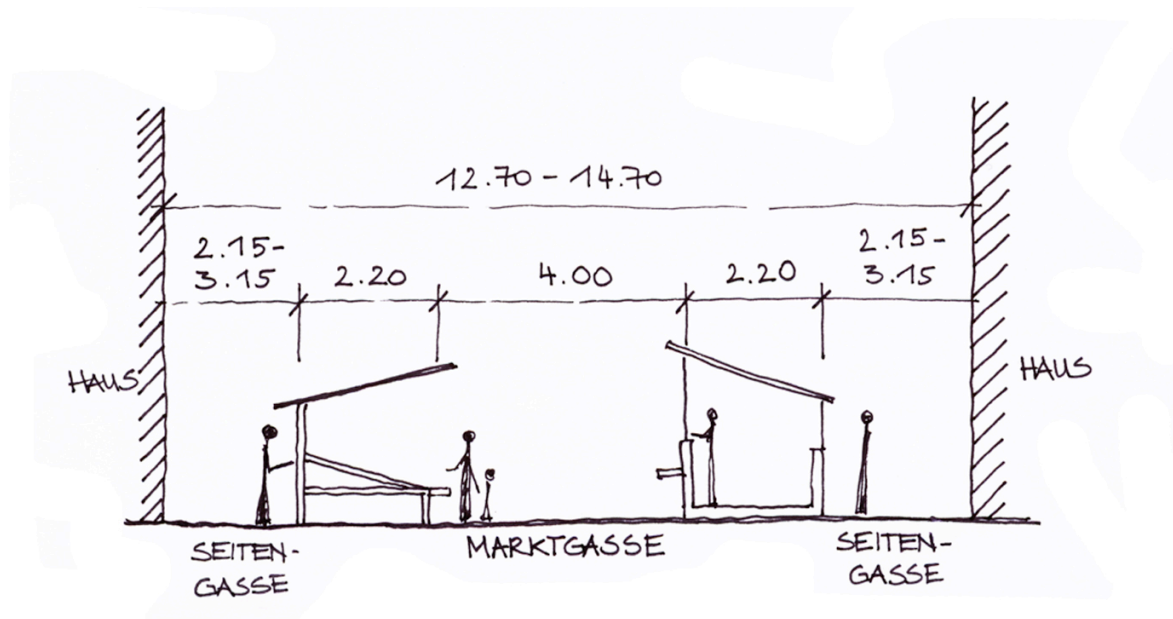 12.70 - 14.70
2.15-
3.15
2.20
4.00
2.20
2.15-
3.15
HAUS
HAUS
SEITEN-
GASSE
MARKTGASSE
SEITEN-
GASSE